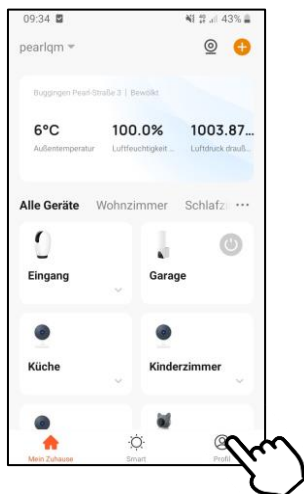 09:34 43%
pearlqm
Buggingen Pearl-Straße 3 | Bewölkt
6°C 100.0% 1003.87...
Außentemperatur Luftfeuchtigkeit ... Luftdruck drauß...
Alle Geräte Wohnzimmer Schlafz ···
Eingang Garage
Küche Kinderzimmer
Mein Zuhause Smart Profil